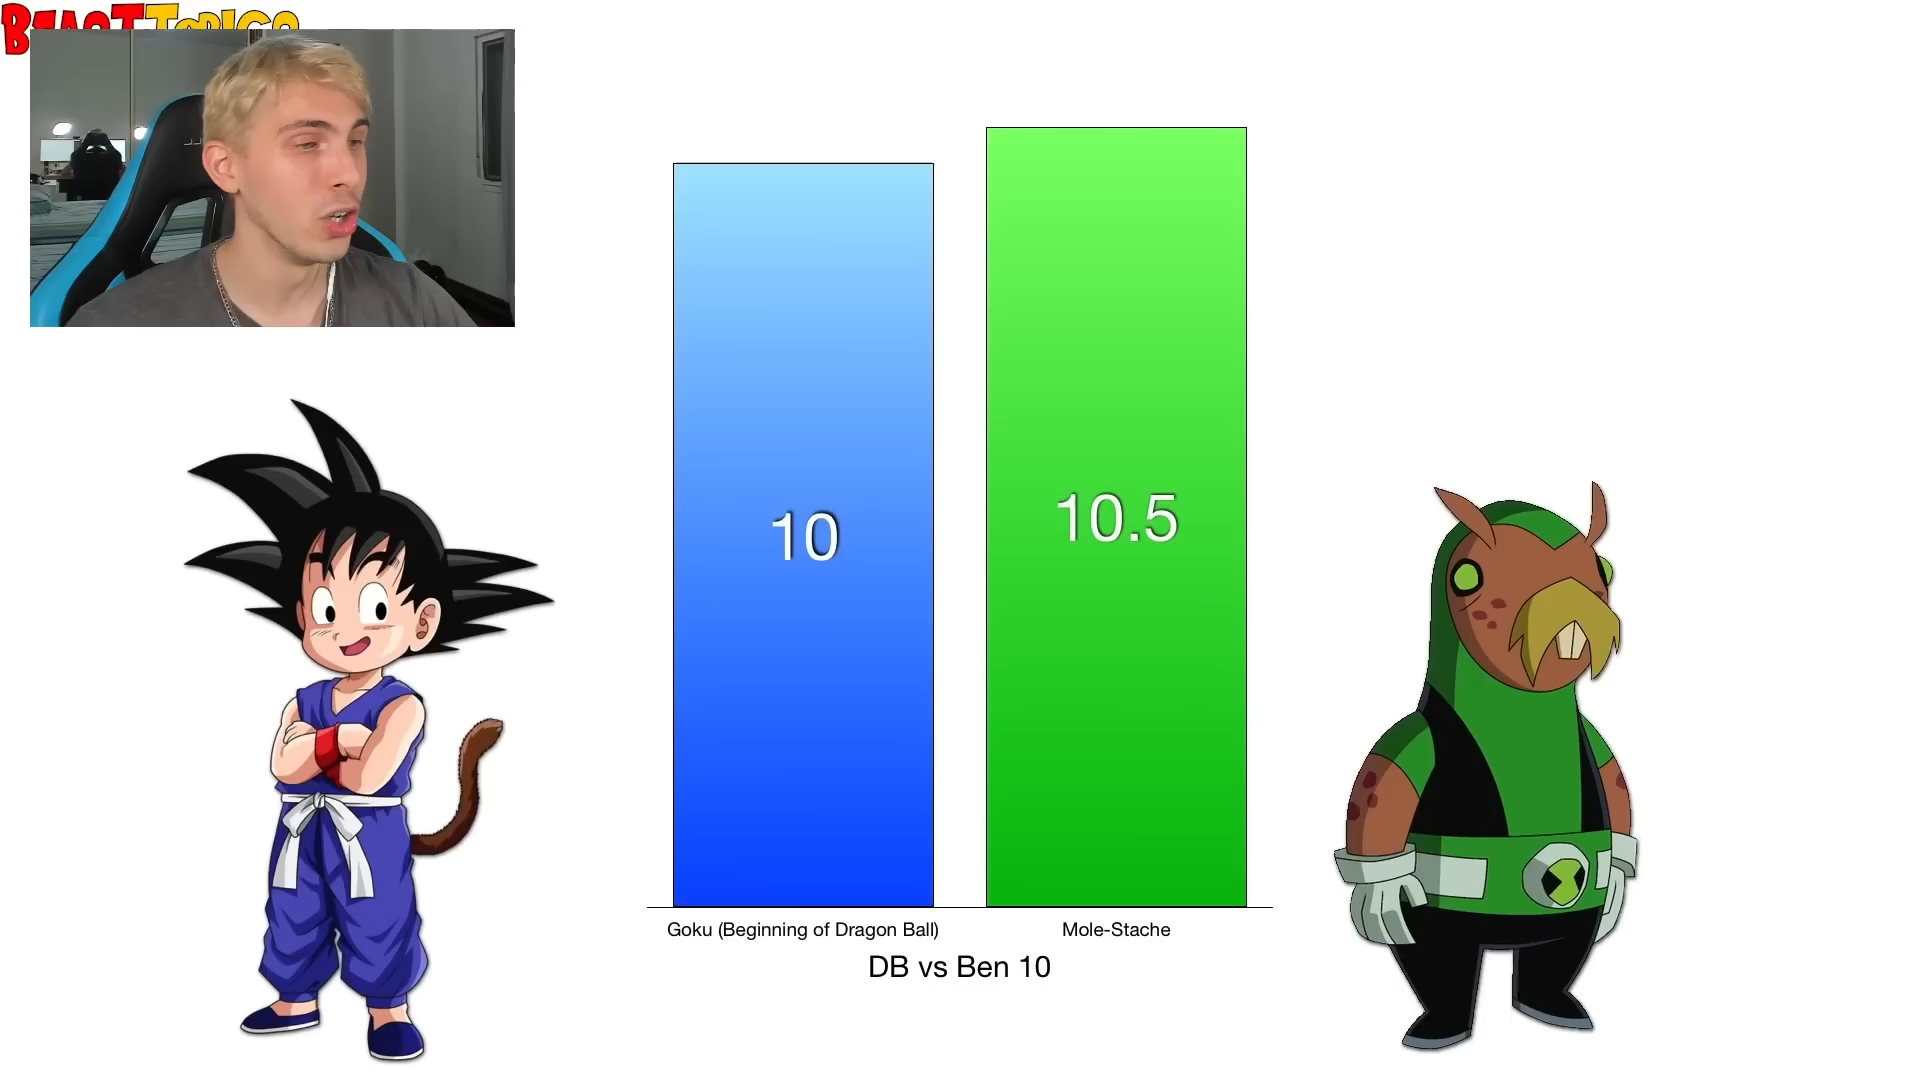 10
10.5
Goku (Beginning of Dragon Ball)
Mole-Stache
DB vs Ben 10